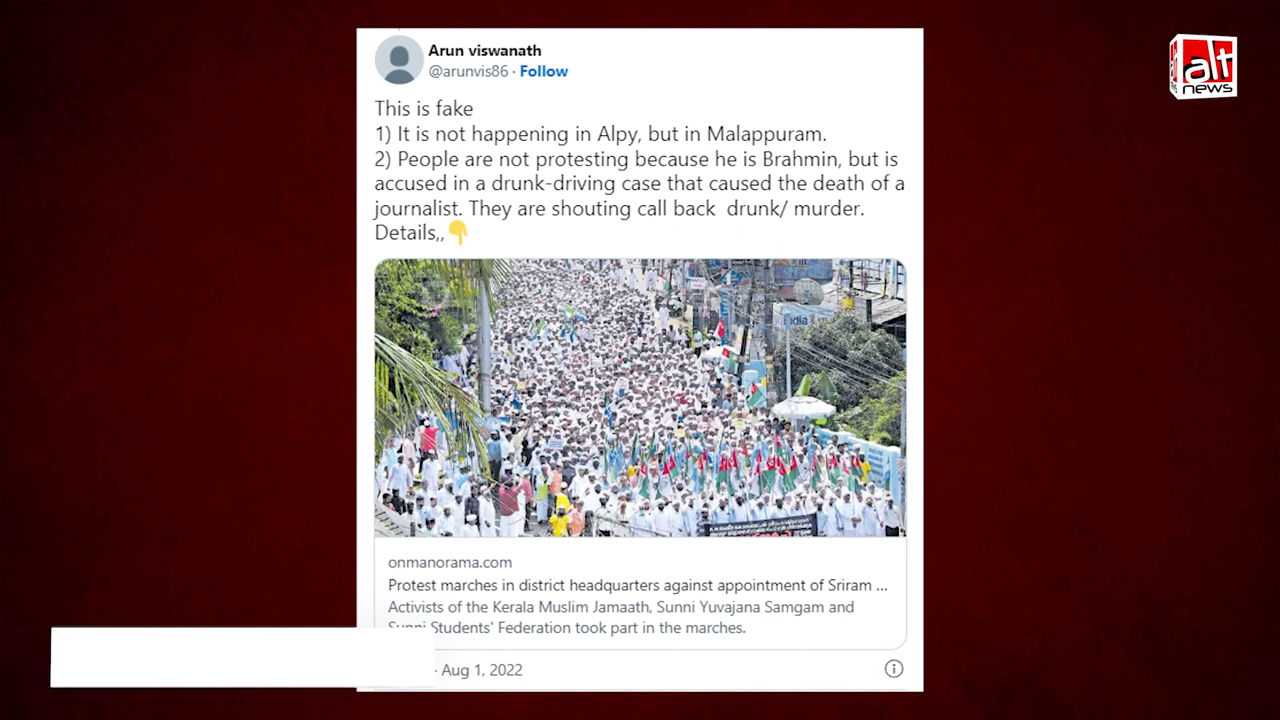 Arun viswanath
@arunvis86 · Follow
alt
news
This is fake
1) It is not happening in Alpy, but in Malappuram.
2) People are not protesting because he is Brahmin, but is
accused in a drunk-driving case that caused the death of a
journalist. They are shouting call back drunk/ murder.
Details,,👇
onmanorama.com
Protest marches in district headquarters against appointment of Sriram ...
Activists of the Kerala Muslim Jamaath, Sunni Yuvajana Samgam and
Sunni Students' Federation took part in the marches.
· Aug 1, 2022